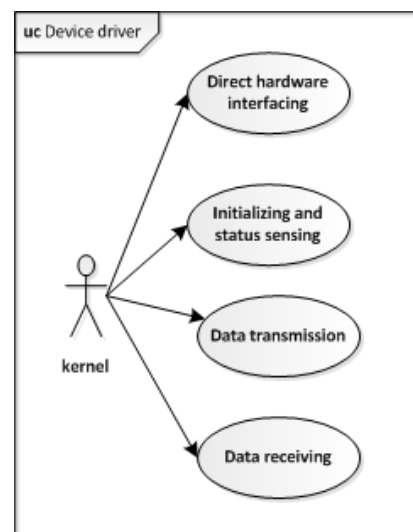 uc Device driver
Direct hardware
interfacing
Initializing and
status sensing
Data transmission
kernel
Data receiving